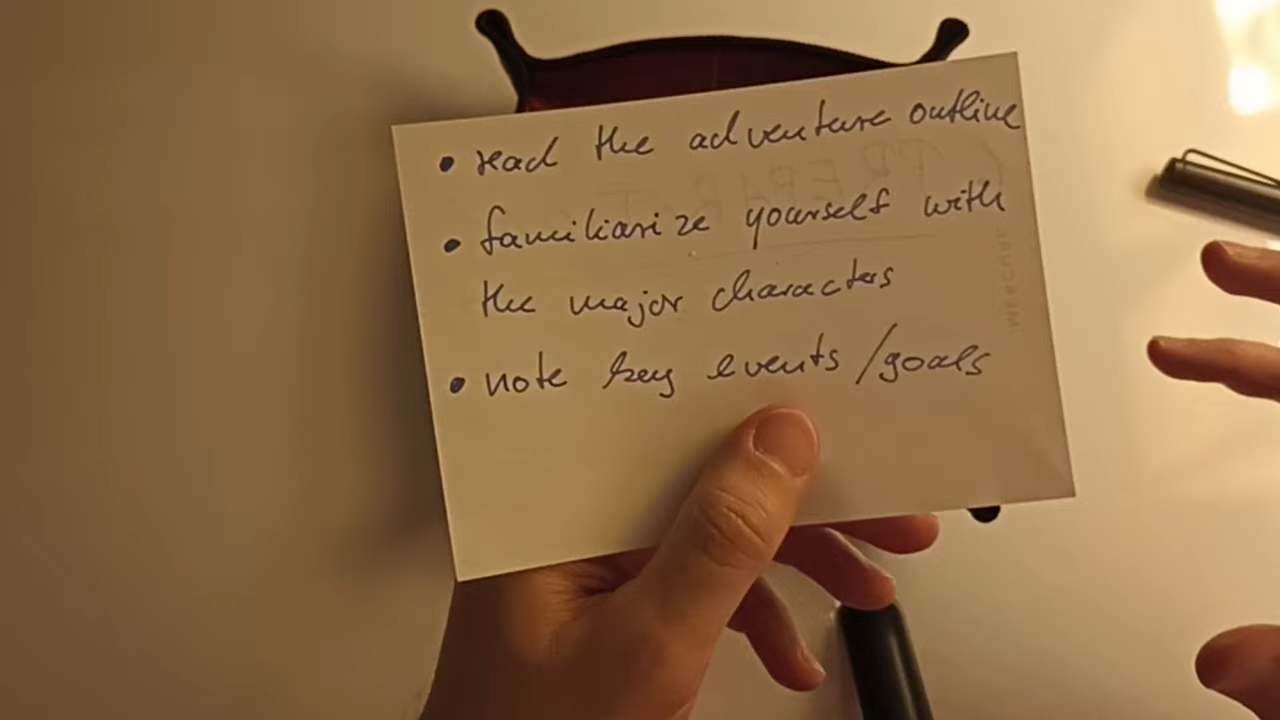 • read the adventure outline
• familiarize yourself with
the major characters
• note key events/goals